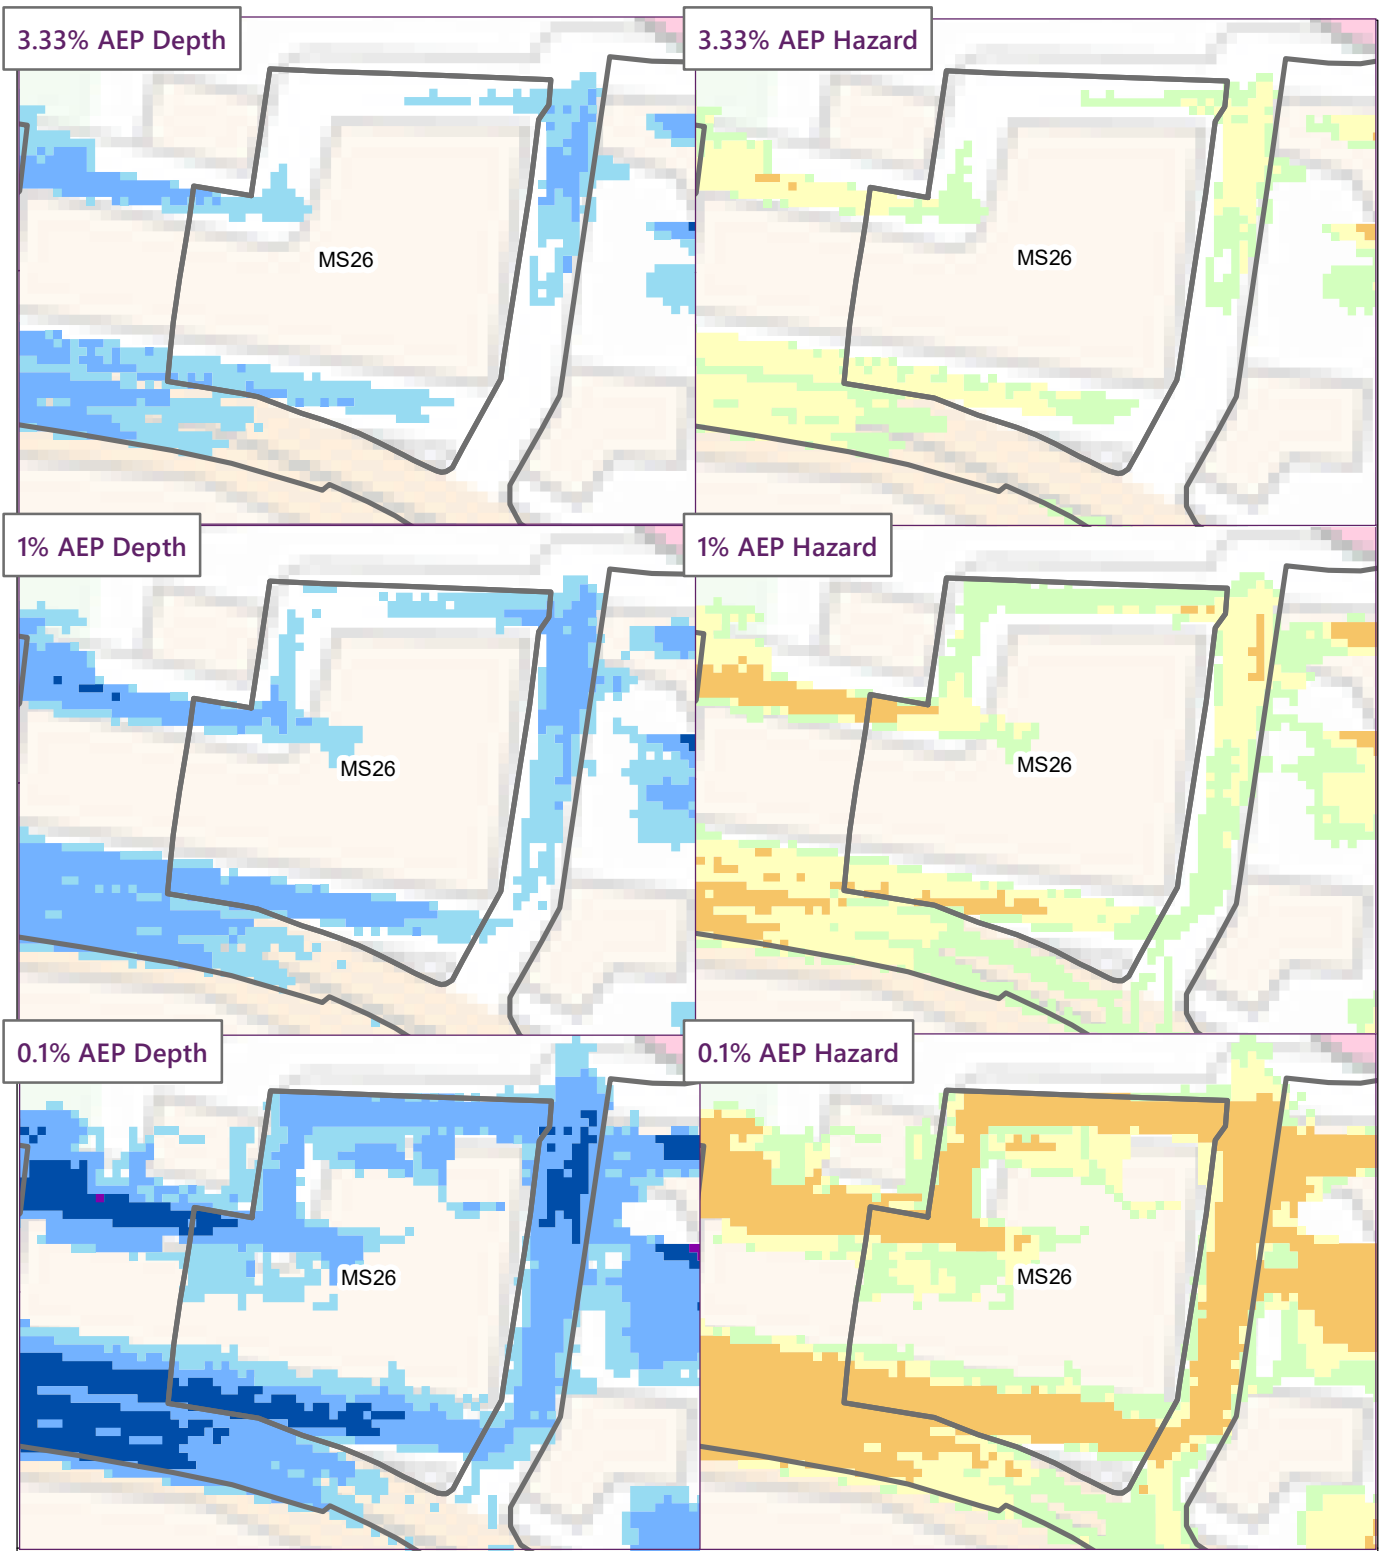 3.33% AEP Depth
3.33% AEP Hazard
MS26
MS26
1% AEP Depth
1% AEP Hazard
MS26
MS26
0.1% AEP Depth
0.1% AEP Hazard
MS26
MS26